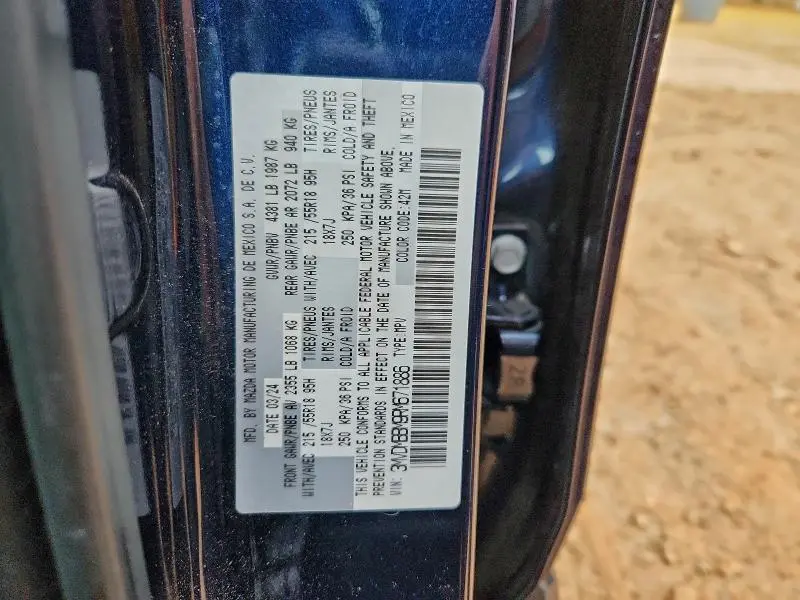 MFD. BY MAZDA MOTOR MANUFACTURING DE MEXICO S.A. DE C.V.
DATE 03/24 GVWR/PNBV 4381 LB 1987 KG
FRONT GAWR/PNBE AV 2355 LB 1068 KG REAR GAWR/PNBE AR 2072 LB 940 KG
WITH/AVEC 215 /55R18 95H TIRES/PNEUS WITH/AVEC 215 /55R18 95H TIRES/PNEUS
18X7J RIMS/JANTES 18X7J RIMS/JANTES
250 KPA/36 PSI COLD/A FROID 250 KPA/36 PSI COLD/A FROID
THIS VEHICLE CONFORMS TO ALL APPLICABLE FEDERAL MOTOR VEHICLE SAFETY AND THEFT
PREVENTION STANDARDS IN EFFECT ON THE DATE OF MANUFACTURE SHOWN ABOVE.
VIN: 3MVDMBBM9RM671886 TYPE:MPV COLOR CODE:42M MADE IN MEXICO